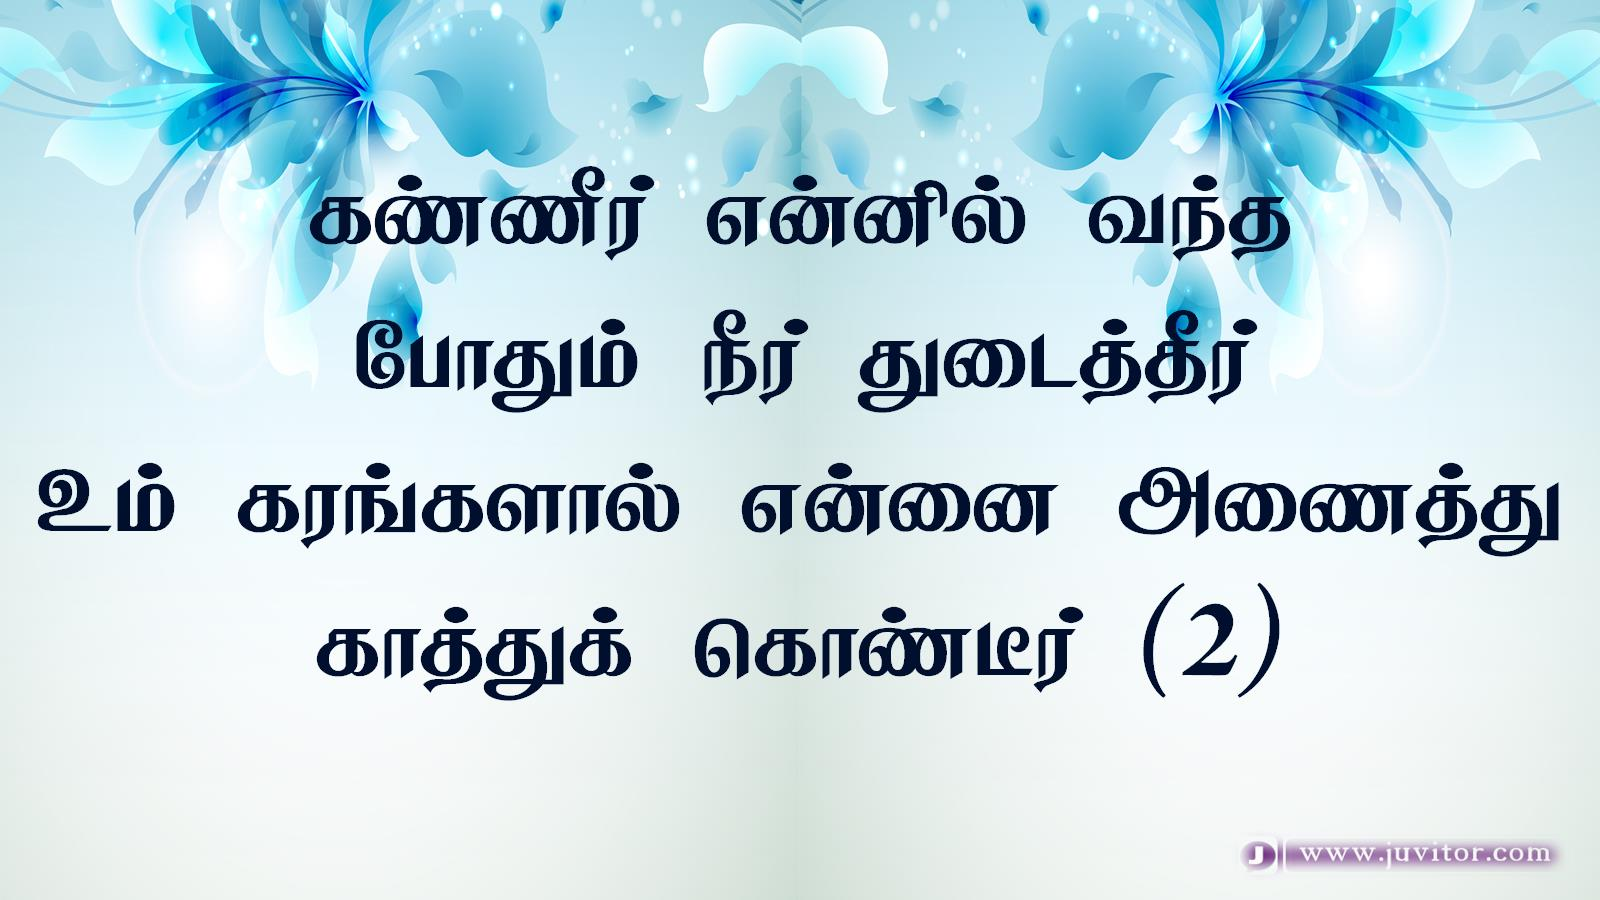 கண்ணீர் என்னில் வந்த
போதும் நீர் துடைத்தீர்
உம் கரங்களால் என்னை அணைத்து
காத்துக் கொண்டீர் (2)
J www.juvitor.com